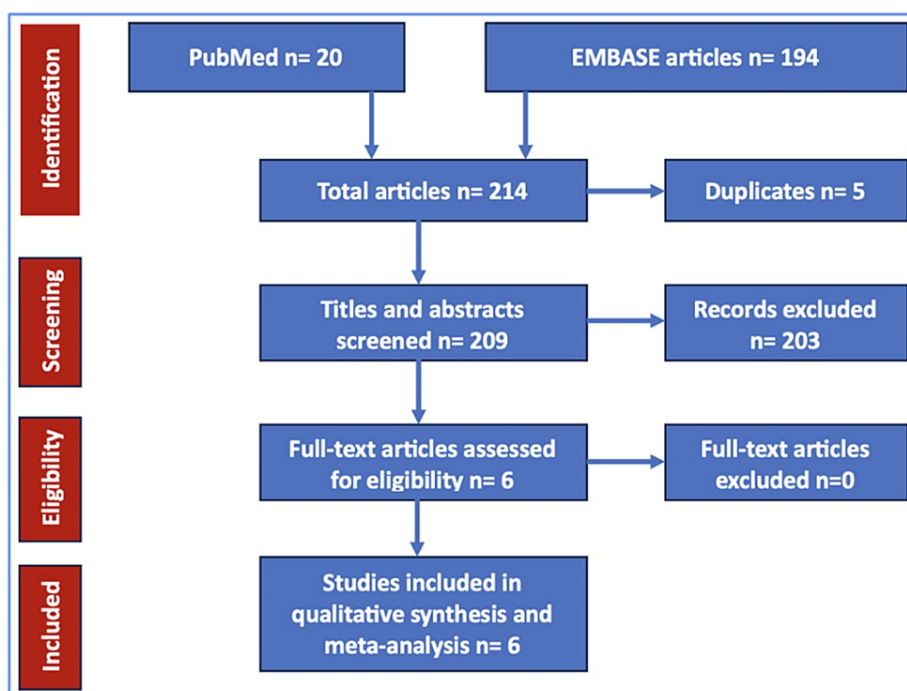 Identification
PubMed n= 20
EMBASE articles n= 194
Total articles n= 214
Duplicates n= 5
Screening
Titles and abstracts
screened n= 209
Records excluded
n= 203
Eligibility
Full-text articles assessed
for eligibility n= 6
Full-text articles
excluded n=0
Included
Studies included in
qualitative synthesis and
meta-analysis n= 6